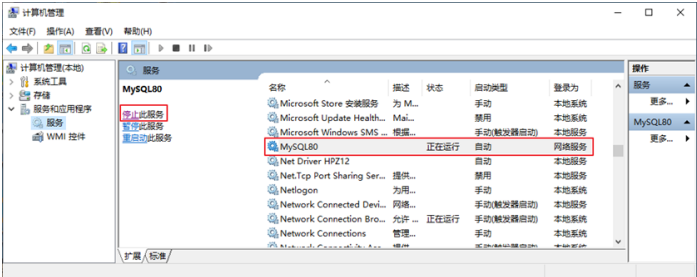 计算机管理
文件(F) 操作(A) 查看(V) 帮助(H)
计算机管理(本地)
系统工具
存储
服务和应用程序
服务
WMI 控件
服务
MySQL80
停止此服务
暂停此服务
重启动此服务
名称 描述 状态 启动类型 登录为
Microsoft Store 安装服务 为 M... 手动 本地系统
Microsoft Update Health... Mai... 禁用 本地系统
Microsoft Windows SMS ... 根据... 手动(触发器启动) 本地服务
MySQL80 正在运行 自动 网络服务
Net Driver HPZ12 自动 本地服务
Net.Tcp Port Sharing Ser... 提供... 禁用 本地服务
Netlogon 为用... 手动 本地系统
Network Connected Devi... 网络... 手动(触发器启动) 本地服务
Network Connection Bro... 允许 ... 正在运行 手动(触发器启动) 本地系统
Network Connections 管理... 手动 本地系统
扩展 标准
操作
服务
更多...
MySQL80
更多...